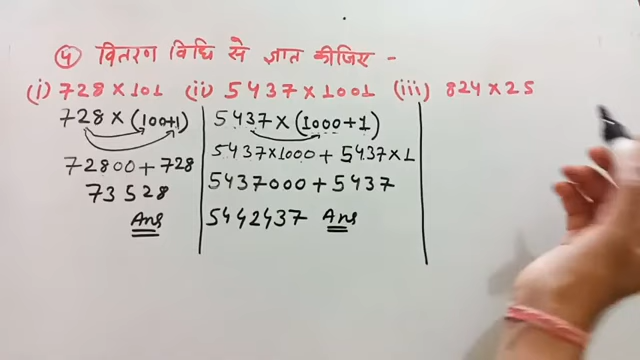 4 वितरण विधि से ज्ञात कीजिए -
(i) 728 × 101 (ii) 5437 × 1001 (iii) 824 × 25
728 × (100+1)
72800 + 728
73528
Ans
5437 × (1000+1)
5437×1000 + 5437×1
5437000 + 5437
5442437 Ans